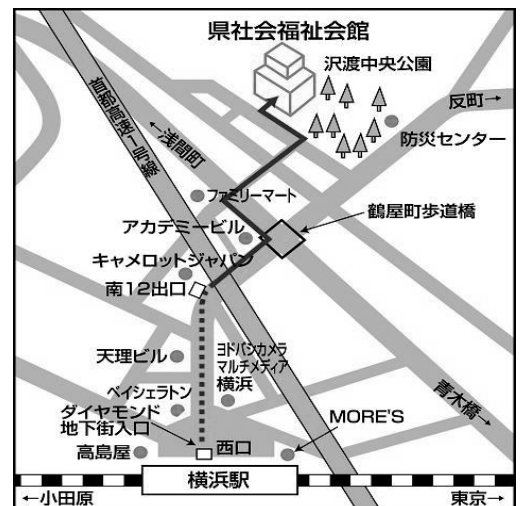 県社会福祉会館
沢渡中央公園
反町→
首都高速1号線
←浅間町
防災センター
ファミリーマート
鶴屋町歩道橋
アカデミービル
キャメロットジャパン
南12出口
ヨドバシカメラ
マルチメディア
横浜
天理ビル
ベイシェラトン
青木橋→
ダイヤモンド
地下街入口
MORE'S
高島屋
西口
横浜駅
←小田原
東京→